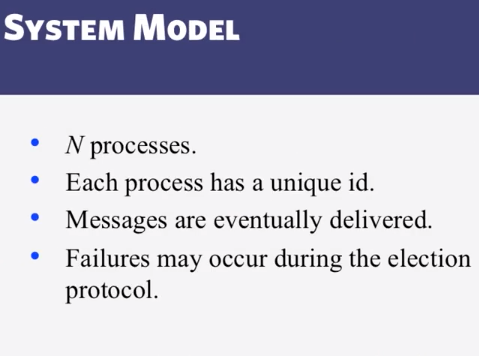 SYSTEM MODEL
• N processes.
• Each process has a unique id.
• Messages are eventually delivered.
• Failures may occur during the election
protocol.